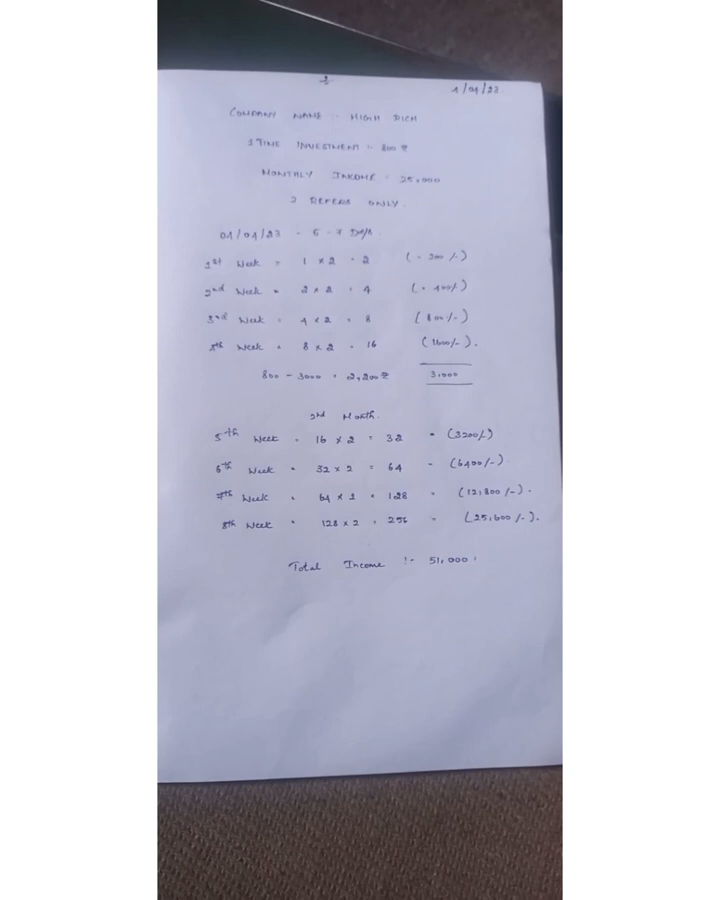 1/04/23
COMPANY NAME :- HIGH RICH
1 TIME INVESTMENT :- 800 ₹
MONTHLY INCOME : 25,000
2 REFERS ONLY.
01/04/23 - 5 - 7 Days
1st Week = 1 x 2 = 2 (= 200/-)
2nd Week = 2 x 2 = 4 (= 400/-)
3rd Week = 4 x 2 = 8 (800/-)
Week = 8 x 2 = 16 (1600/-).
800 - 3000 = 2,200₹ 3,000
2nd Month.
5th Week = 16 x 2 = 32 = (3200/-)
6th Week = 32 x 2 = 64 = (6400/-)
7th Week = 64 x 2 = 128 = (12,800/-).
8th Week = 128 x 2 = 256 = (25,600/-).
Total Income :- 51,000.